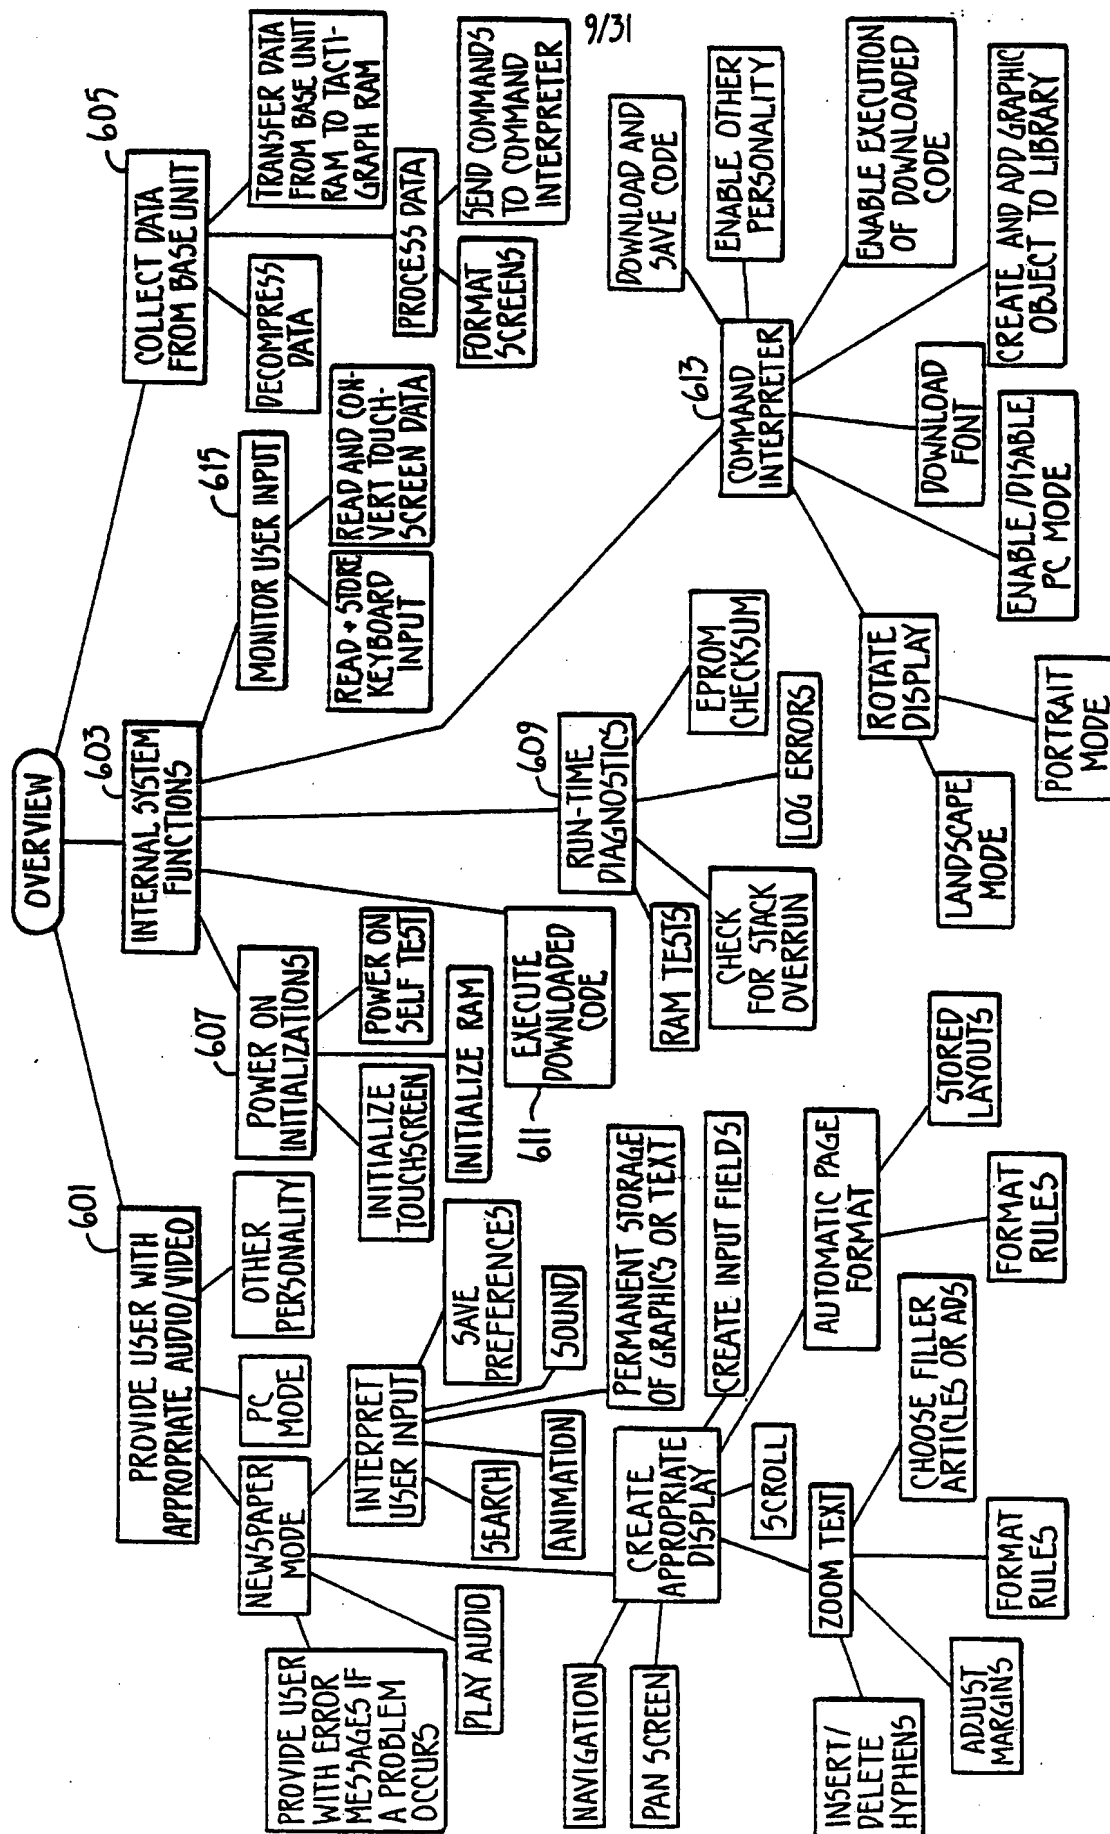 9/31
OVERVIEW
601
PROVIDE USER WITH
APPROPRIATE AUDIO/VIDEO
603
INTERNAL SYSTEM
FUNCTIONS
605
COLLECT DATA
FROM BASE UNIT
NEWSPAPER
MODE
PC
MODE
OTHER
PERSONALITY
607
POWER ON
INITIALIZATIONS
615
MONITOR USER INPUT
DECOMPRESS
DATA
TRANSFER DATA
FROM BASE UNIT
RAM TO TACTI-
GRAPH RAM
PROVIDE USER
WITH ERROR
MESSAGES IF
A PROBLEM
OCCURS
PLAY AUDIO
INTERPRET
USER INPUT
INITIALIZE
TOUCHSCREEN
POWER ON
SELF TEST
INITIALIZE RAM
READ + STORE
KEYBOARD
INPUT
READ AND CON-
VERT TOUCH-
SCREEN DATA
PROCESS DATA
FORMAT
SCREENS
SEND COMMANDS
TO COMMAND
INTERPRETER
SEARCH
ANIMATION
SAVE
PREFERENCES
SOUND
PERMANENT STORAGE
OF GRAPHICS OR TEXT
611
EXECUTE
DOWNLOADED
CODE
609
RUN-TIME
DIAGNOSTICS
RAM TESTS
CHECK
FOR STACK
OVERRUN
LOG ERRORS
EPROM
CHECKSUM
613
COMMAND
INTERPRETER
DOWNLOAD AND
SAVE CODE
ENABLE OTHER
PERSONALITY
ENABLE EXECUTION
OF DOWNLOADED
CODE
CREATE AND ADD GRAPHIC
OBJECT TO LIBRARY
DOWNLOAD
FONT
ENABLE/DISABLE
PC MODE
ROTATE
DISPLAY
LANDSCAPE
MODE
PORTRAIT
MODE
NAVIGATION
PAN SCREEN
CREATE
APPROPRIATE
DISPLAY
SCROLL
CREATE INPUT FIELDS
ZOOM TEXT
AUTOMATIC PAGE
FORMAT
INSERT/
DELETE
HYPHENS
ADJUST
MARGINS
FORMAT
RULES
CHOOSE FILLER
ARTICLES OR ADS
FORMAT
RULES
STORED
LAYOUTS